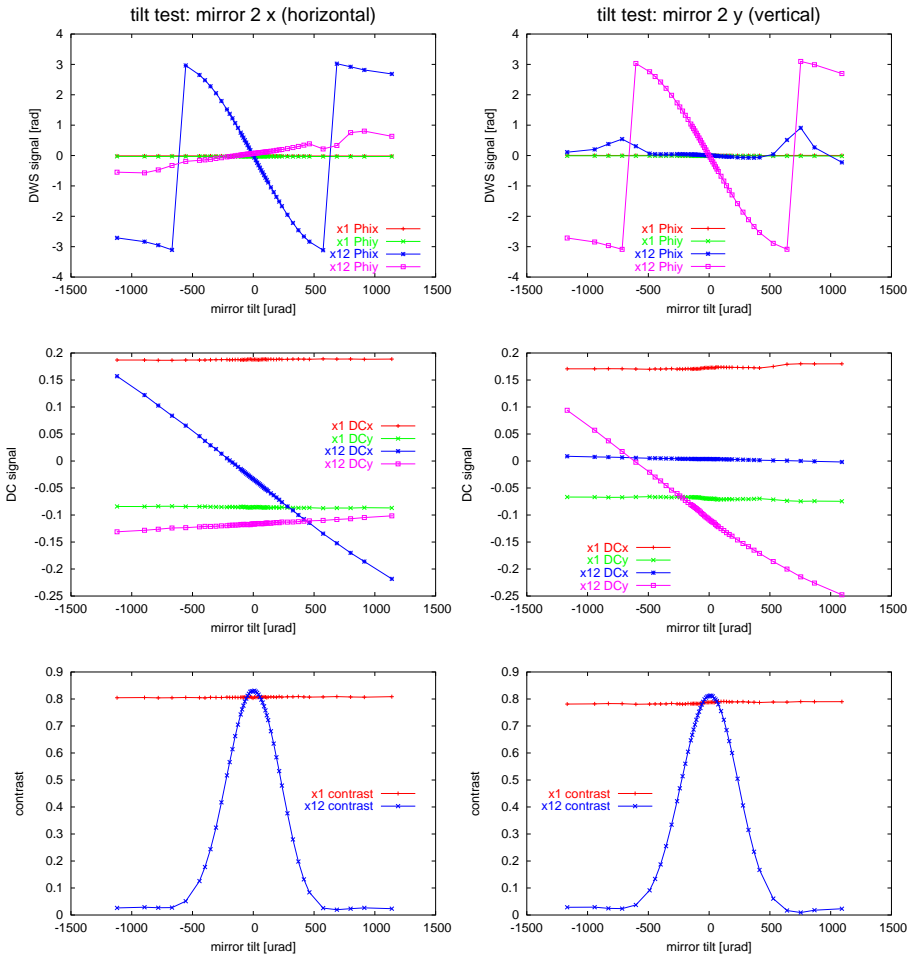 tilt test: mirror 2 x (horizontal)
4
3
2
1
0
-1
-2
-3
4
DWS signal [rad]
x1 Phix
x1 Phiy
x12 Phix
x12 Phiy
-1500 -1000 -500 0 500 1000 1500
mirror tilt [urad]
tilt test: mirror 2 y (vertical)
4
3
2
1
0
-1
-2
-3
4
DWS signal [rad]
x1 Phix
x1 Phiy
x12 Phix
x12 Phiy
-1500 -1000 -500 0 500 1000 1500
mirror tilt [urad]
0.2
0.15
0.1
0.05
0
-0.05
-0.1
-0.15
-0.2
-0.25
DC signal
x1 DCx
x1 DCy
x12 DCx
x12 DCy
-1500 -1000 -500 0 500 1000 1500
mirror tilt [urad]
0.2
0.15
0.1
0.05
0
-0.05
-0.1
-0.15
-0.2
-0.25
DC signal
x1 DCx
x1 DCy
x12 DCx
x12 DCy
-1500 -1000 -500 0 500 1000 1500
mirror tilt [urad]
0.9
0.8
0.7
0.6
0.5
0.4
0.3
0.2
0.1
0
contrast
x1 contrast
x12 contrast
-1500 -1000 -500 0 500 1000 1500
mirror tilt [urad]
0.9
0.8
0.7
0.6
0.5
0.4
0.3
0.2
0.1
0
contrast
x1 contrast
x12 contrast
-1500 -1000 -500 0 500 1000 1500
mirror tilt [urad]